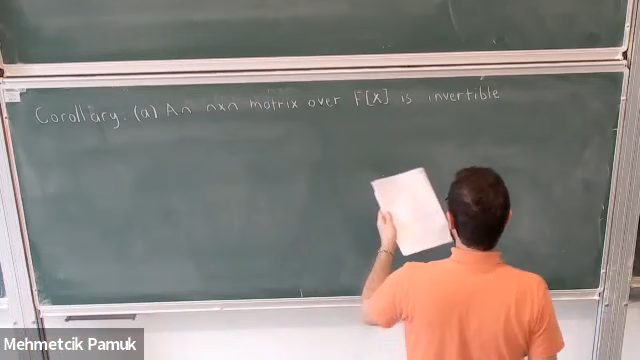 Corollary. (a) An nxn matrix over F[x] is invertible
Mehmetcik Pamuk